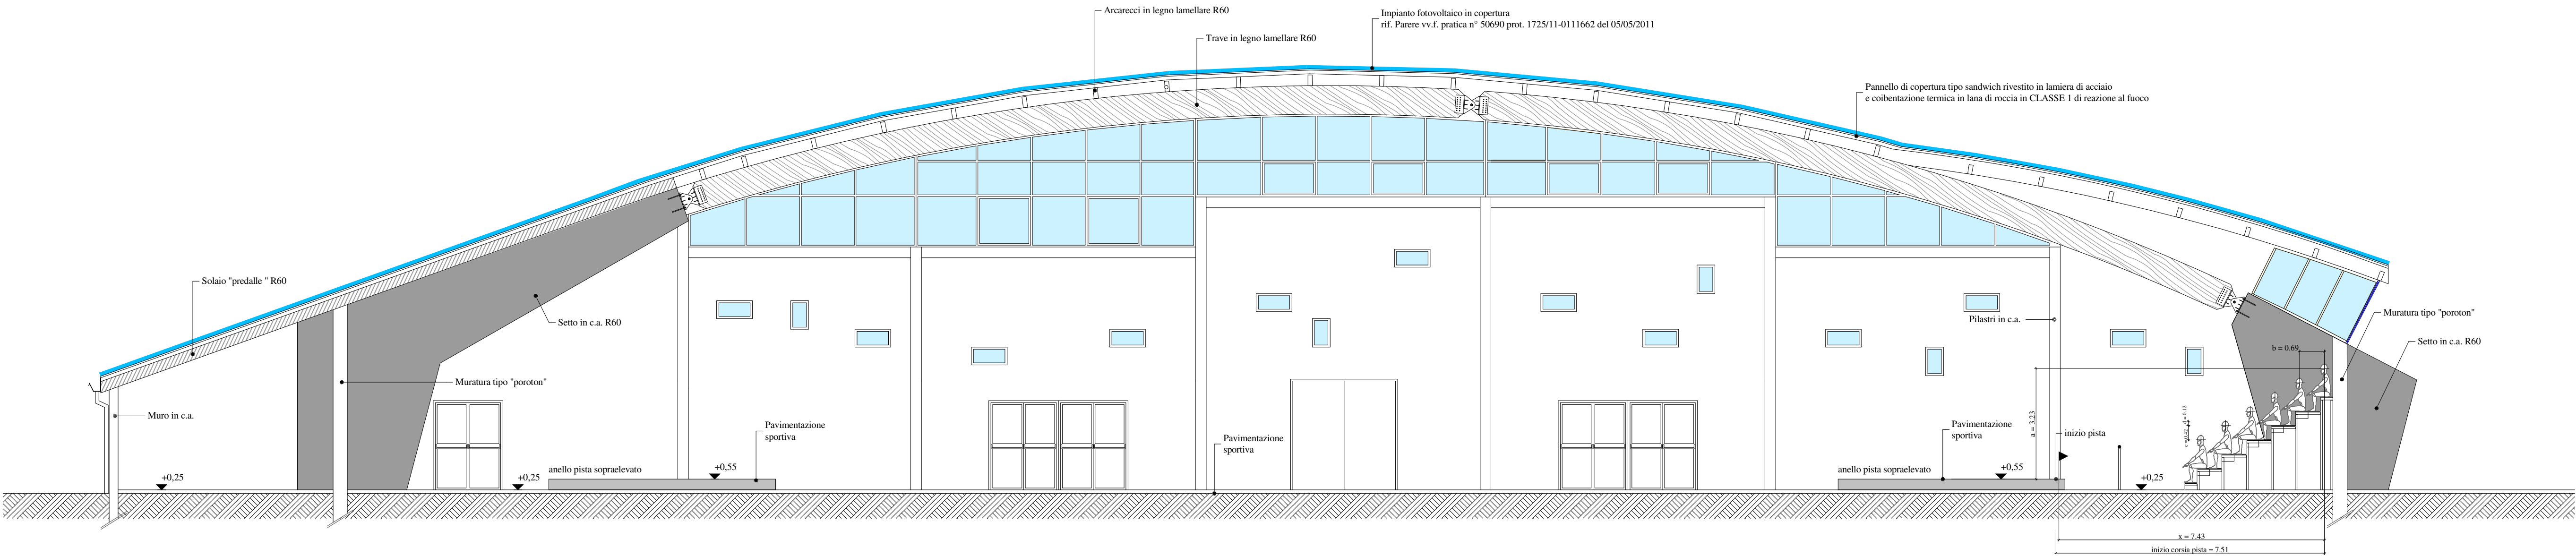 Arcarecci in legno lamellare R60
Impianto fotovoltaico in copertura
rif. Parere vv.f. pratica n° 50690 prot. 1725/11-0111662 del 05/05/2011
Trave in legno lamellare R60
Pannello di copertura tipo sandwich rivestito in lamiera di acciaio
e coibentazione termica in lana di roccia in CLASSE 1 di reazione al fuoco
Solaio "predalle " R60
Setto in c.a. R60
Pilastri in c.a.
Muratura tipo "poroton"
Setto in c.a. R60
b = 0.69
Muratura tipo "poroton"
Muro in c.a.
a = 3.23
Pavimentazione
sportiva
Pavimentazione
sportiva
Pavimentazione
sportiva
inizio pista
anello pista sopraelevato
+0,55
anello pista sopraelevato
+0,55
+0,25
+0,25
+0,25
x = 7.43
inizio corsia pista = 7.51